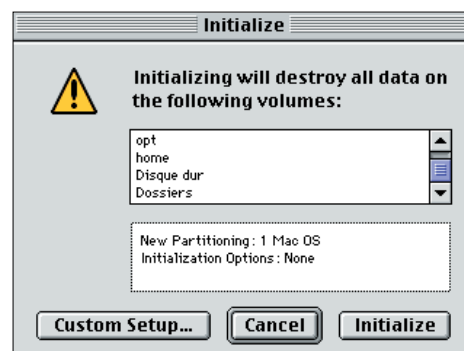 Initialize
Initializing will destroy all data on
the following volumes:
opt
home
Disque dur
Dossiers
New Partitioning: 1 Mac OS
Initialization Options: None
Custom Setup... Cancel Initialize